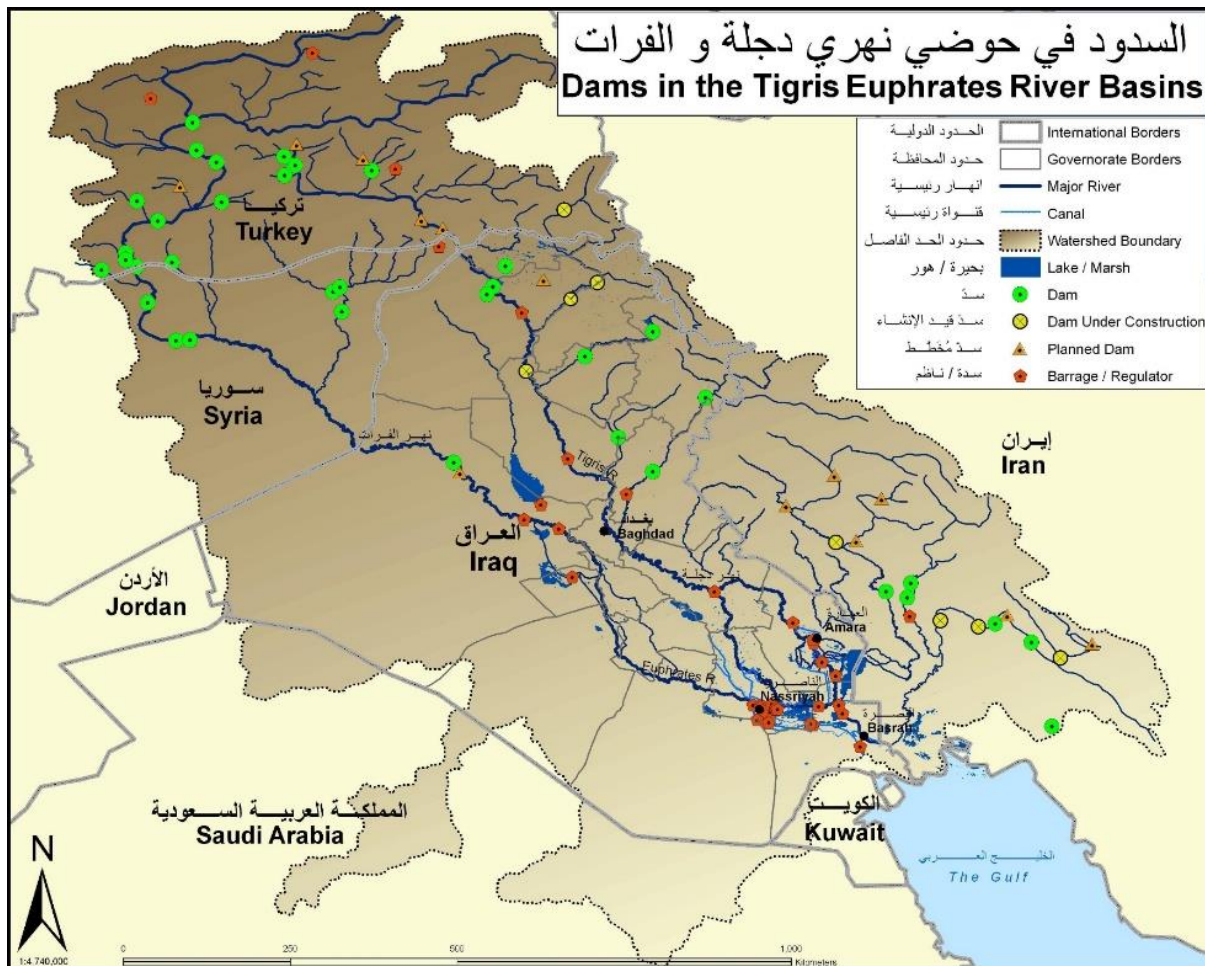 السدود في حوضي نهري دجلة و الفرات
Dams in the Tigris Euphrates River Basins
الحدود الدولية
International Borders
حدود المحافظة
Governorate Borders
انهار رئيسية
Major River
قنواة رئيسية
Canal
حدود الحد الفاصل
Watershed Boundary
بحيرة / هور
Lake / Marsh
سد
Dam
سد قيد الإنشاء
Dam Under Construction
سد مُخطّط
Planned Dam
سدة / ناظم
Barrage / Regulator
تركيا
Turkey
سوريا
Syria
نهر الفرات
Tigris R.
إيران
Iran
بغداد
Baghdad
العراق
Iraq
نهر دجلة
الأردن
Jordan
العمارة
Amara
Euphrates R.
الناصرية
Nassriyah
البصرة
Basrah
المملكة العربية السعودية
Saudi Arabia
الكويت
Kuwait
الخليج العربي
The Gulf
N
0 250 500 1,000
Kilometers
1:4,740,000